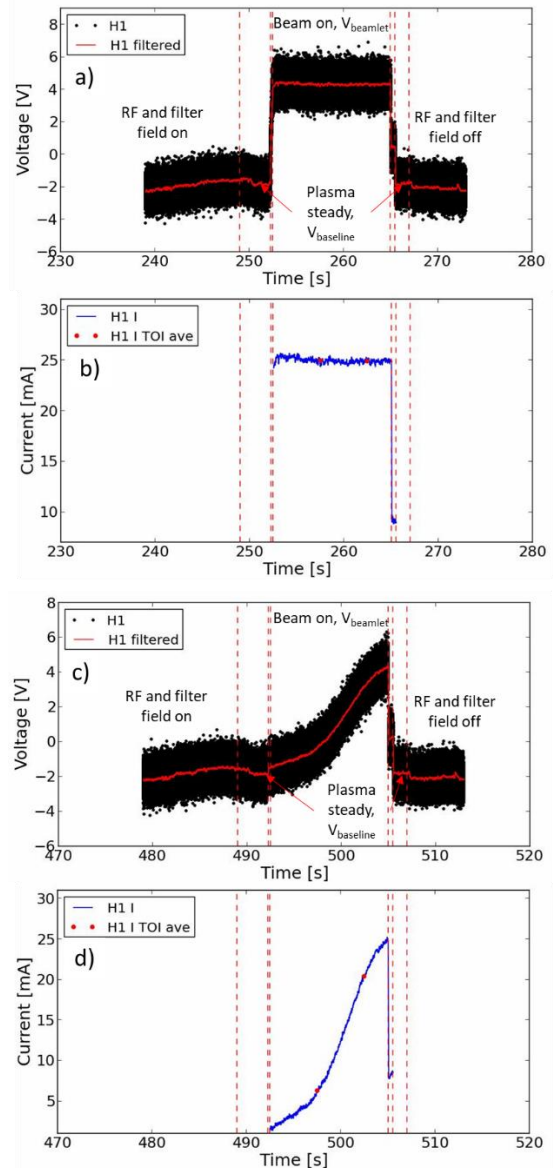 H1
H1 filtered
Beam on, V_beamlet
a)
RF and filter
field on
RF and filter
field off
Plasma
steady,
V_baseline
Voltage [V]
8
6
4
2
0
−2
−4
−6
230 240 250 260 270 280
Time [s]
H1 I
H1 I TOI ave
b)
Current [mA]
30
25
20
15
10
230 240 250 260 270 280
Time [s]
H1
H1 filtered
Beam on, V_beamlet
c)
RF and filter
field on
RF and filter
field off
Plasma
steady,
V_baseline
Voltage [V]
8
6
4
2
0
−2
−4
−6
470 480 490 500 510 520
Time [s]
H1 I
H1 I TOI ave
d)
Current [mA]
30
25
20
15
10
5
470 480 490 500 510 520
Time [s]